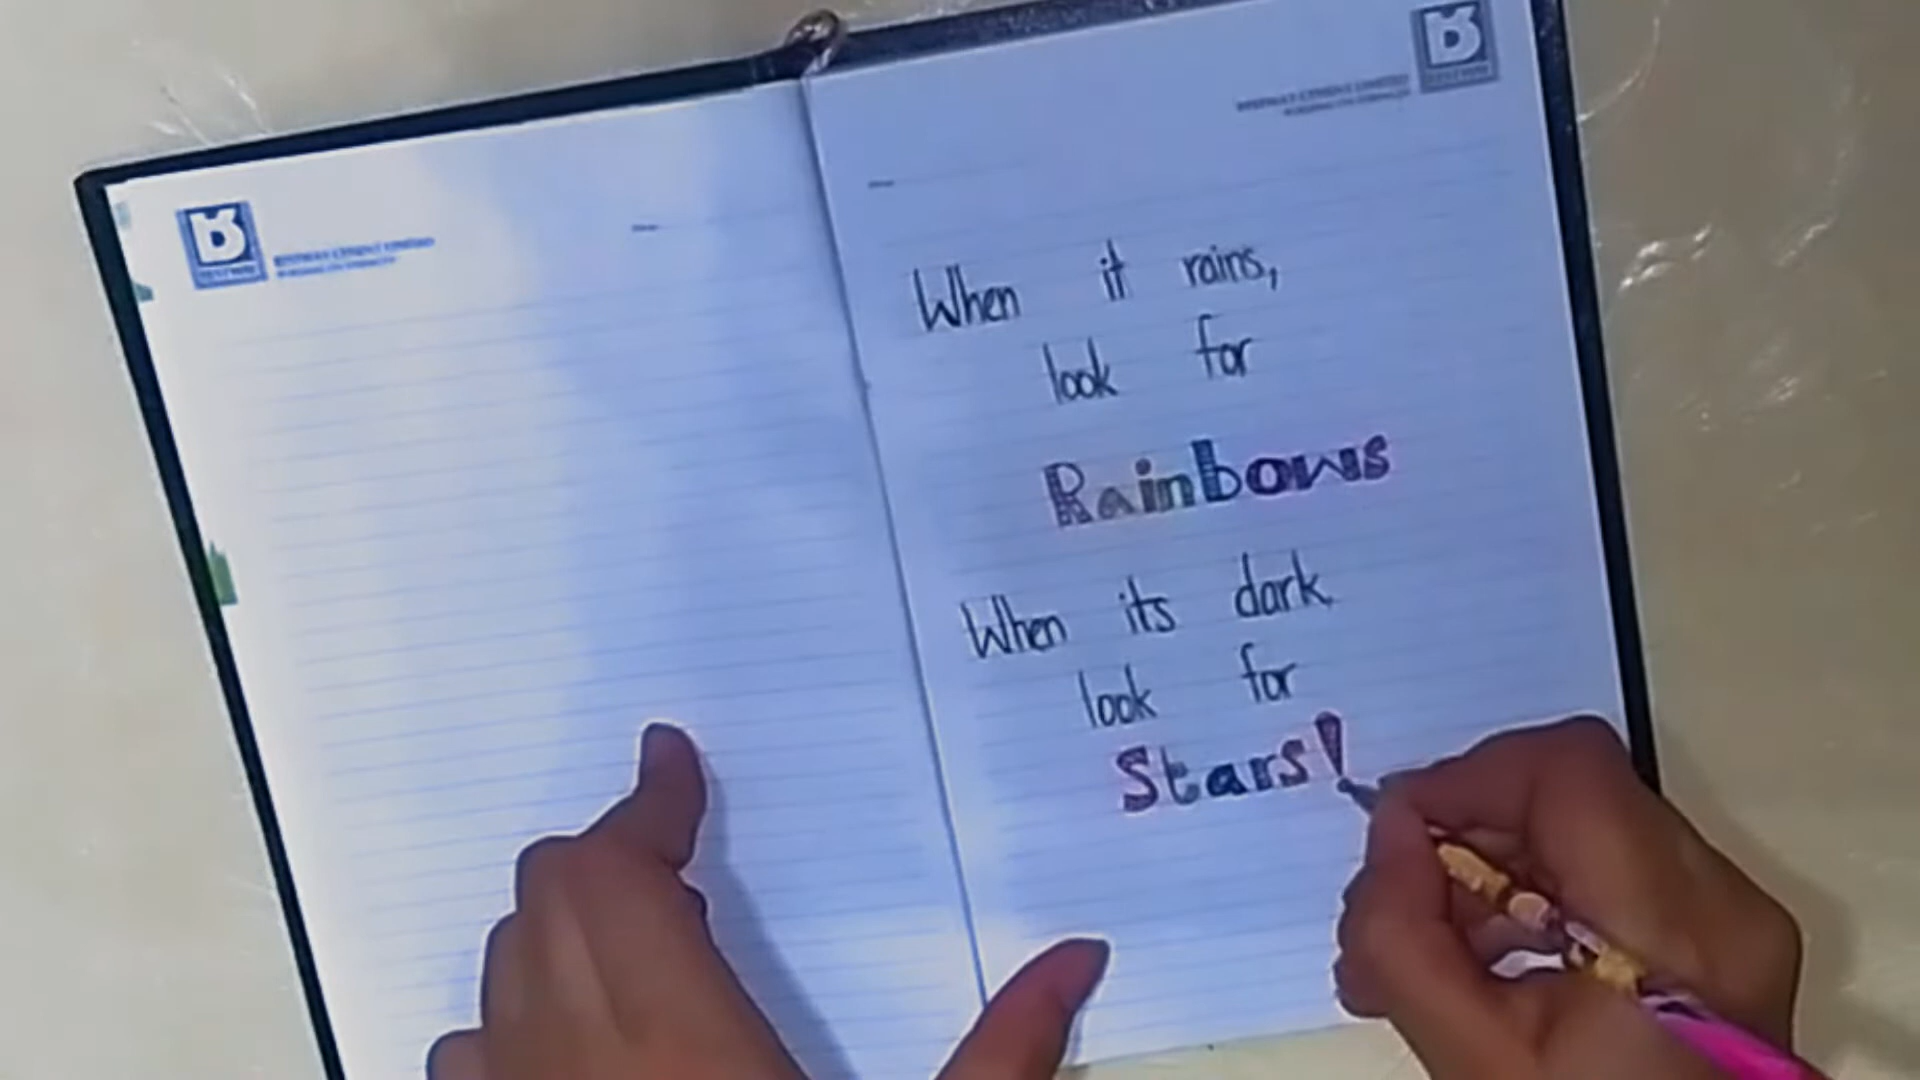 When it rains,
look for
Rainbows
When its dark,
look for
Stars!